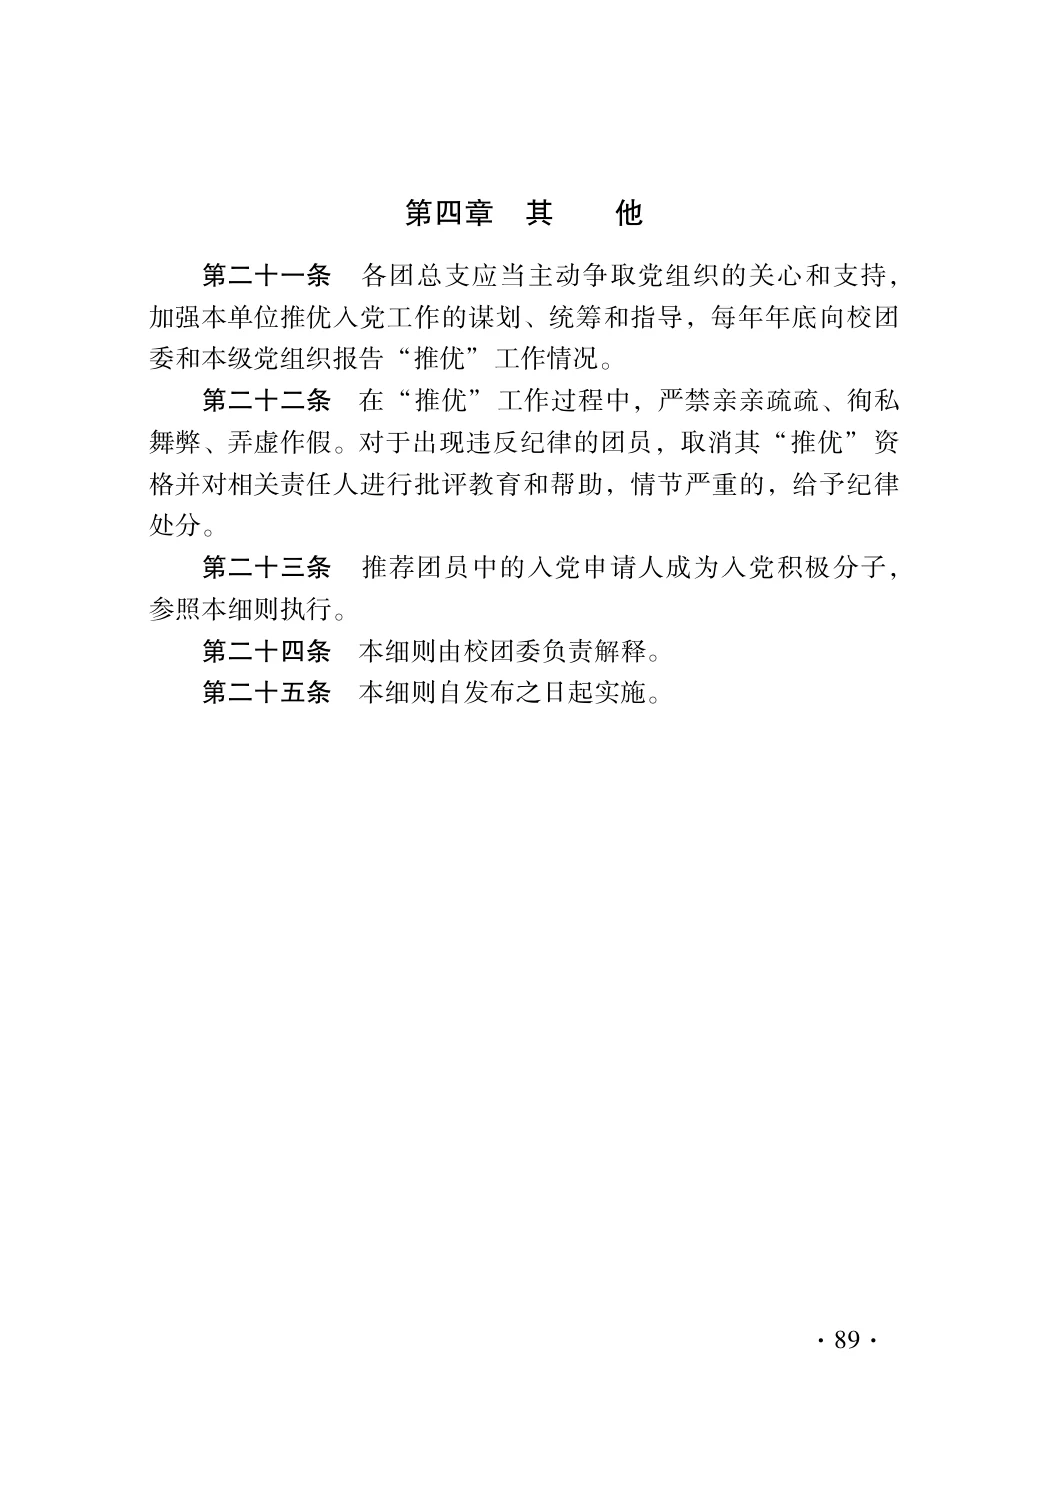 第四章　其　　他
第二十一条　各团总支应当主动争取党组织的关心和支持，
加强本单位推优入党工作的谋划、统筹和指导，每年年底向校团
委和本级党组织报告“推优”工作情况。
第二十二条　在“推优”工作过程中，严禁亲亲疏疏、徇私
舞弊、弄虚作假。对于出现违反纪律的团员，取消其“推优”资
格并对相关责任人进行批评教育和帮助，情节严重的，给予纪律
处分。
第二十三条　推荐团员中的入党申请人成为入党积极分子，
参照本细则执行。
第二十四条　本细则由校团委负责解释。
第二十五条　本细则自发布之日起实施。
· 89 ·